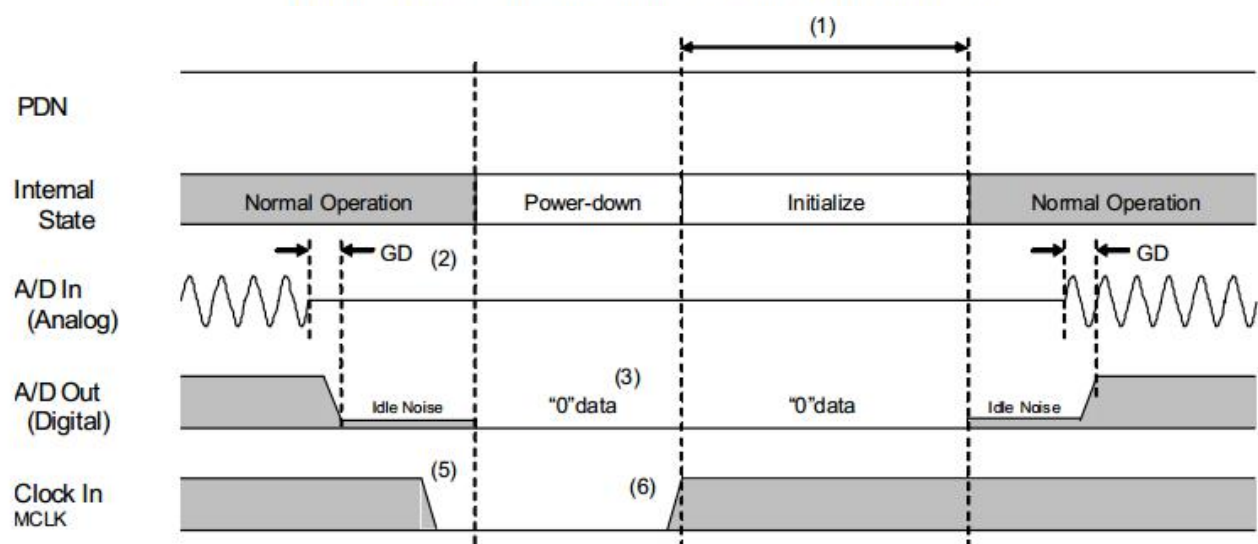 (1)
PDN
Internal
State
Normal Operation
Power-down
Initialize
Normal Operation
GD
(2)
GD
A/D In
(Analog)
A/D Out
(Digital)
Idle Noise
(3)
“0”data
“0”data
Idle Noise
Clock In
MCLK
(5)
(6)